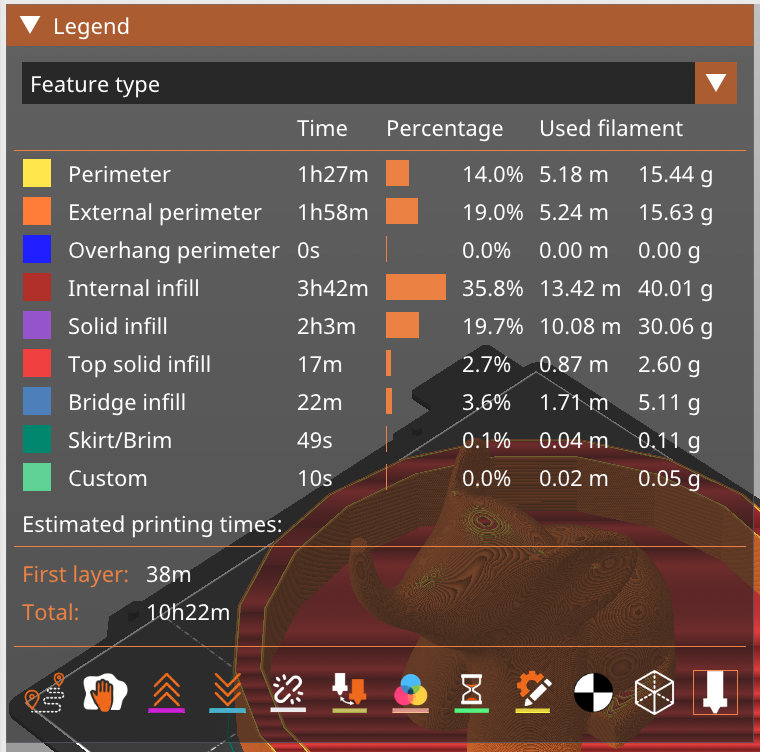 Legend
Feature type
Time Percentage Used filament
Perimeter 1h27m 14.0% 5.18 m 15.44 g
External perimeter 1h58m 19.0% 5.24 m 15.63 g
Overhang perimeter 0s 0.0% 0.00 m 0.00 g
Internal infill 3h42m 35.8% 13.42 m 40.01 g
Solid infill 2h3m 19.7% 10.08 m 30.06 g
Top solid infill 17m 2.7% 0.87 m 2.60 g
Bridge infill 22m 3.6% 1.71 m 5.11 g
Skirt/Brim 49s 0.1% 0.04 m 0.11 g
Custom 10s 0.0% 0.02 m 0.05 g
Estimated printing times:
First layer: 38m
Total: 10h22m